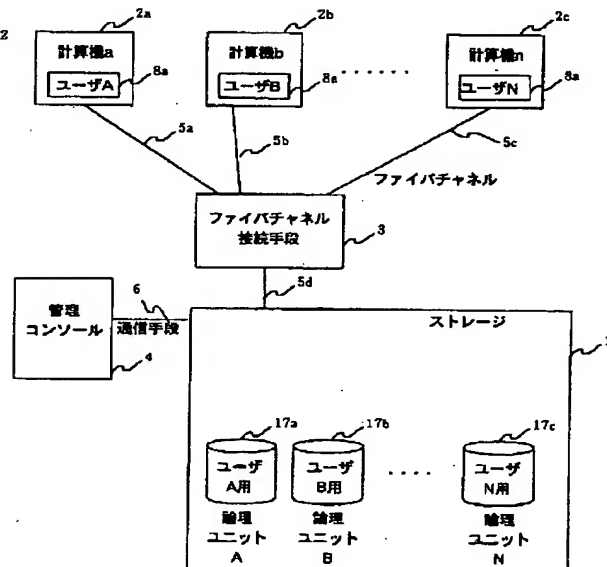 2
2a
2b
2c
計算機a
計算機b
計算機n
ユーザA
8a
ユーザB
8a
ユーザN
8a
5a
5b
5c
ファイバチャネル
ファイバチャネル
接続手段
3
5d
管理
コンソール
4
6
通信手段
ストレージ
17a
17b
17c
ユーザ
A用
ユーザ
B用
ユーザ
N用
論理
ユニット
A
論理
ユニット
B
論理
ユニット
N